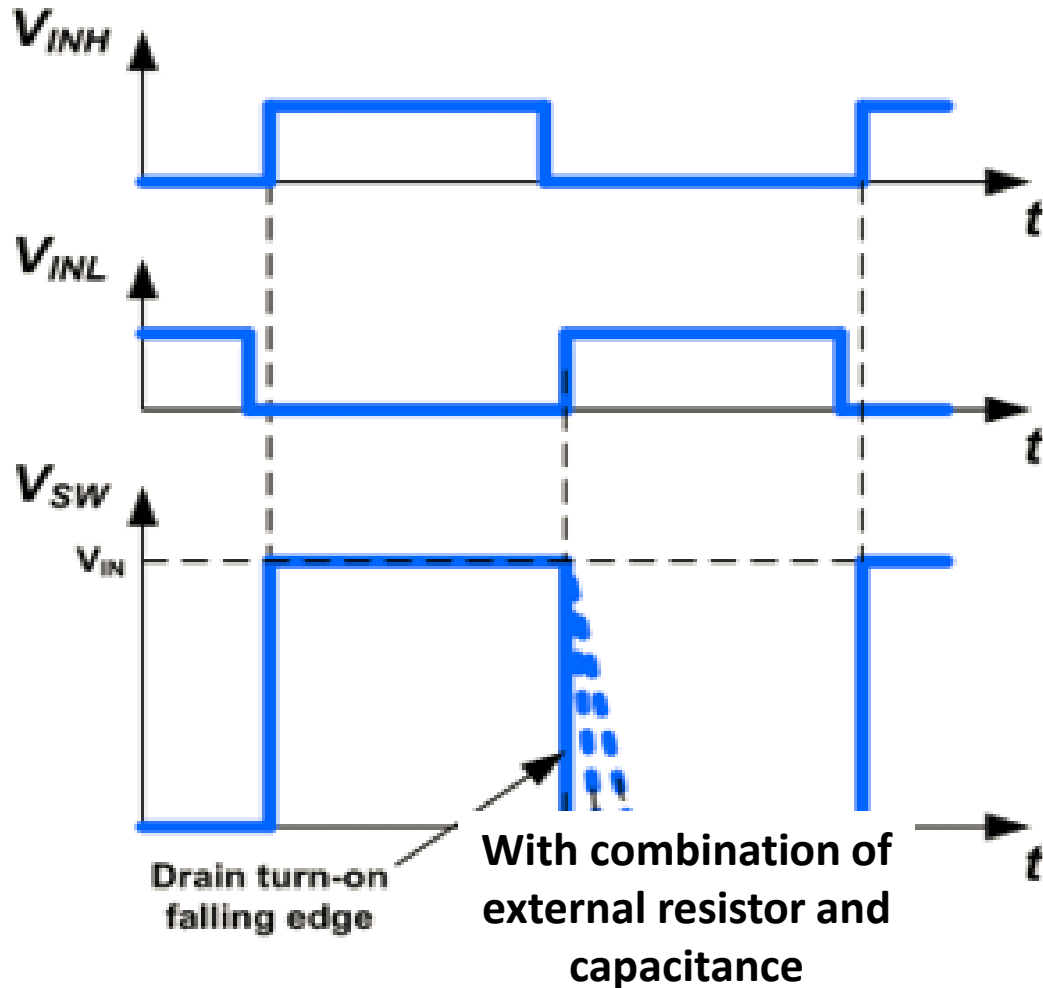 VINH
t
VINL
t
VSW
VIN
t
Drain turn-on
falling edge
With combination of
external resistor and
capacitance